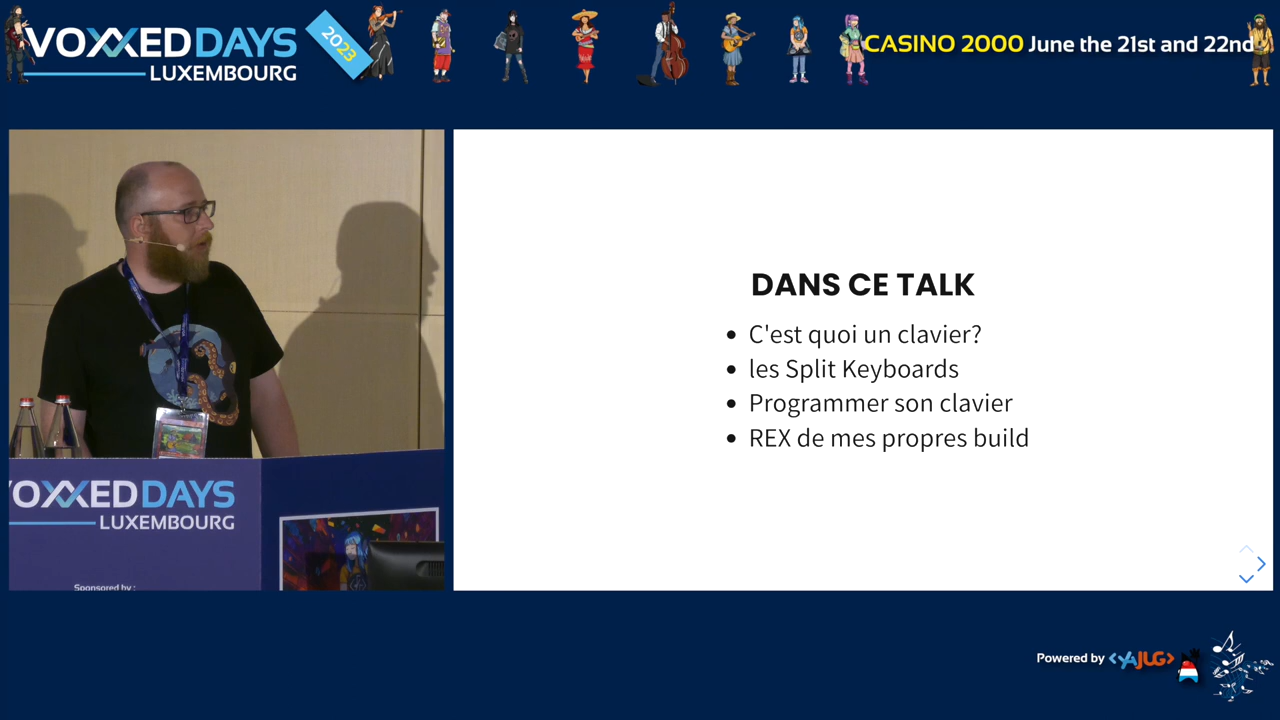 VOXXED DAYS
LUXEMBOURG
2023
CASINO 2000 June the 21st and 22nd
DANS CE TALK
C'est quoi un clavier?
les Split Keyboards
Programmer son clavier
REX de mes propres build
VOXXED DAYS
LUXEMBOURG
Sponsored by :
Powered by <YAJUG>